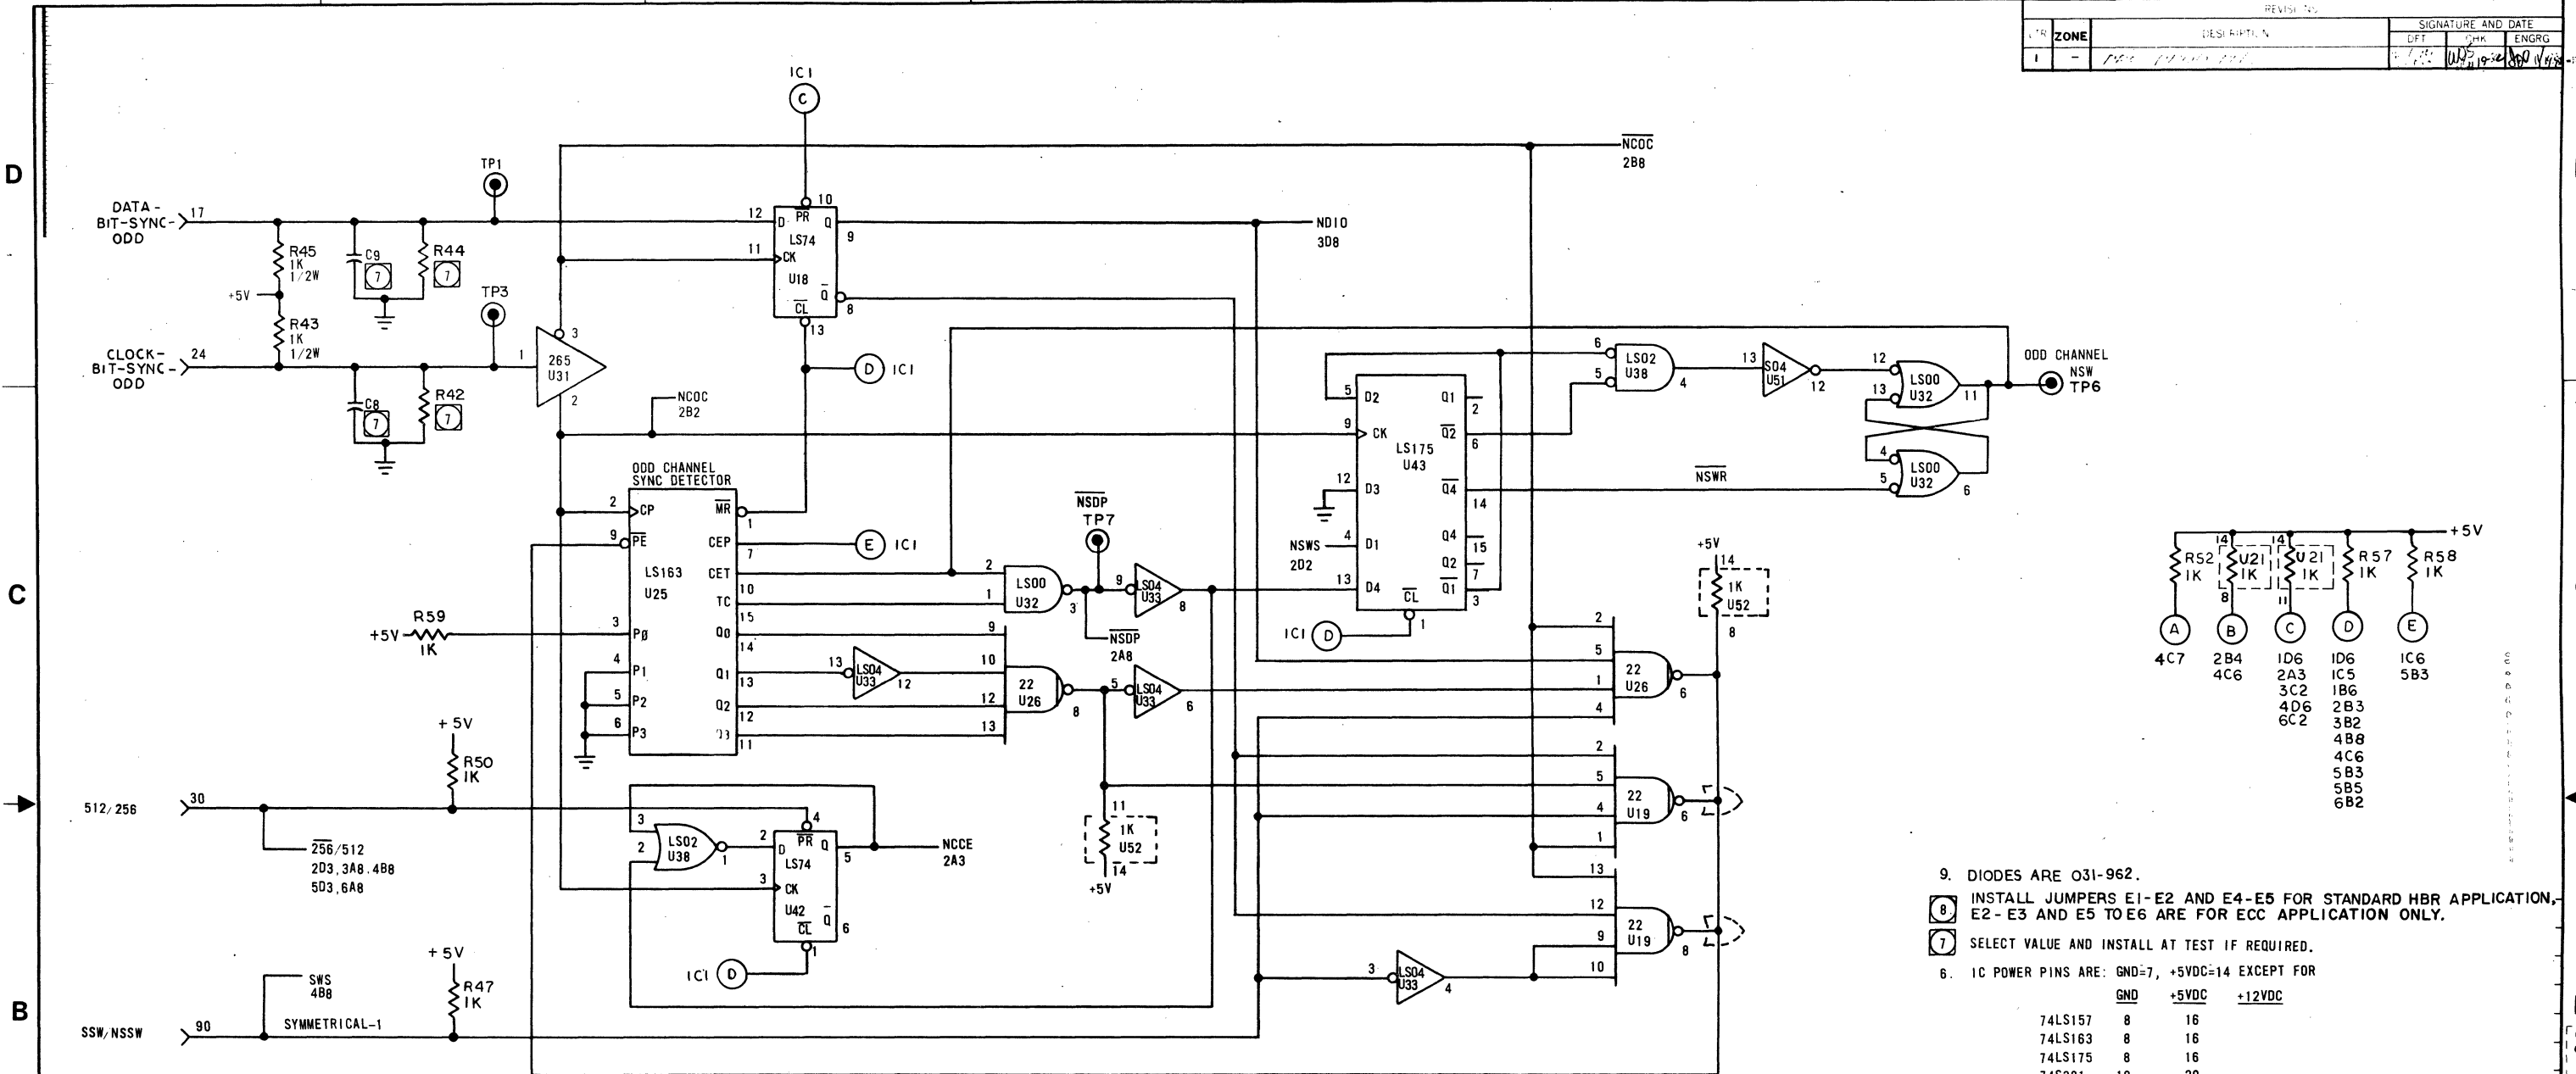 ZONE
SIGNATURE AND DATE
DFT CHK ENGRG
1 -
D
C
B
IC1
C
NCOC
2B8
TP1
DATA-
BIT-SYNC-
ODD
17
12
D
PR
10
Q
9
LS74
11
CK
U18
Q
8
CL
13
NDIO
3D8
R45
1K
1/2W
C9
7
R44
7
+5V
R43
1K
1/2W
TP3
CLOCK-
BIT-SYNC-
ODD
24
1
3
265
U31
2
C8
7
R42
7
D
IC1
NCOC
2B2
5
D2
Q1
2
9
CK
Q2
6
LS175
U43
12
D3
Q4
14
4
D1
Q4
15
Q2
7
13
D4
Q1
3
CL
1
IC1
D
NSWS
2D2
6
5
LS02
U38
4
13
S04
U51
12
12
13
LS00
U32
11
4
5
LS00
U32
6
NSWR
ODD CHANNEL
NSW
TP6
ODD CHANNEL
SYNC DETECTOR
2
CP
MR
1
9
PE
CEP
7
E
IC1
LS163
U25
CET
10
TC
15
3
P0
Q0
14
4
P1
Q1
13
5
P2
Q2
12
6
P3
11
+5V
R59
1K
NSDP
TP7
2
1
LS00
U32
3
9
LS04
U33
8
NSDP
2A8
13
LS04
U33
12
9
10
12
13
22
U26
8
5
LS04
U33
6
11
1K
U52
14
+5V
+5V
14
1K
U52
8
2
5
1
4
22
U26
6
2
5
4
1
22
U19
6
13
12
9
10
22
U19
8
3
LS04
U33
4
+5V
R50
1K
512/256
30
256/512
2D3,3A8.4B8
5D3,6A8
3
2
LS02
U38
1
2
D
PR
4
Q
5
LS74
3
CK
U42
Q
6
CL
1
IC1
D
NCCE
2A3
+5V
R47
1K
SWS
4B8
SSW/NSSW
90
SYMMETRICAL-1
+5V
R52
1K
14
U21
1K
8
14
U21
1K
11
R57
1K
R58
1K
A B C D E
4C7 2B4 1D6 1D6 1C6
4C6 2A3 1C5 5B3
3C2 1B6
4D6 2B3
6C2 3B2
4B8
4C6
5B3
5B5
6B2
9. DIODES ARE 031-962.
8 INSTALL JUMPERS E1-E2 AND E4-E5 FOR STANDARD HBR APPLICATION,
E2-E3 AND E5 TO E6 ARE FOR ECC APPLICATION ONLY.
7 SELECT VALUE AND INSTALL AT TEST IF REQUIRED.
6. IC POWER PINS ARE: GND=7, +5VDC=14 EXCEPT FOR
GND +5VDC +12VDC
74LS157 8 16
74LS163 8 16
74LS175 8 16